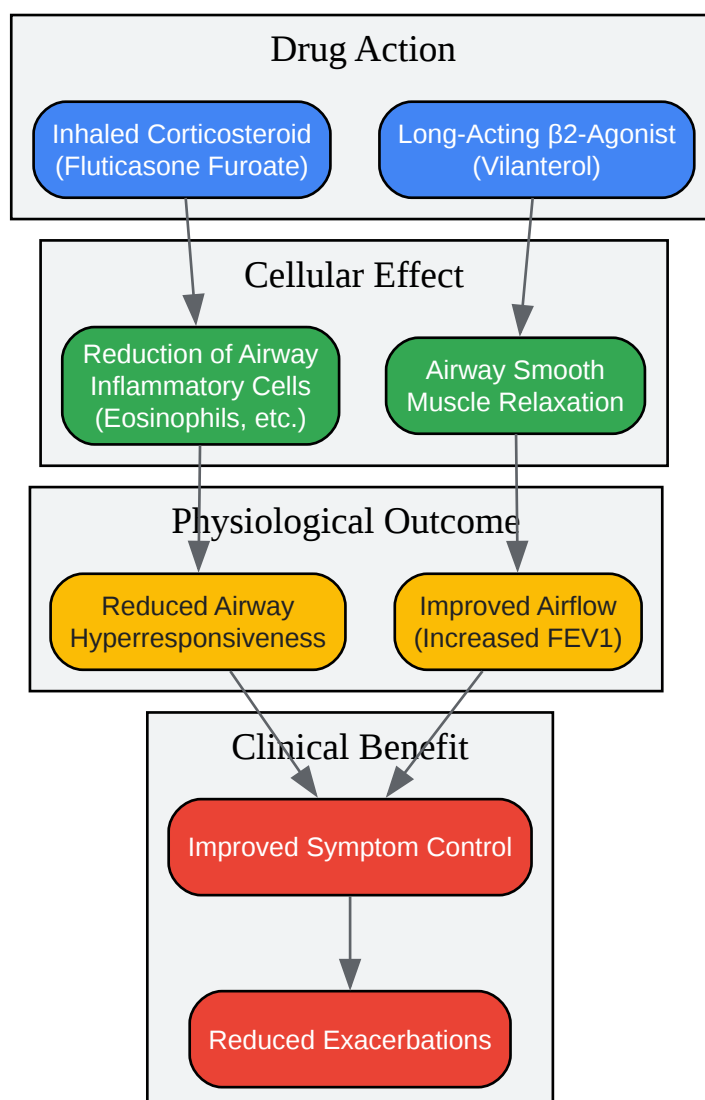 Drug Action
Inhaled Corticosteroid
(Fluticasone Furoate)
Long-Acting β2-Agonist
(Vilanterol)
Cellular Effect
Reduction of Airway
Inflammatory Cells
(Eosinophils, etc.)
Airway Smooth
Muscle Relaxation
Physiological Outcome
Reduced Airway
Hyperresponsiveness
Improved Airflow
(Increased FEV1)
Clinical Benefit
Improved Symptom Control
Reduced Exacerbations